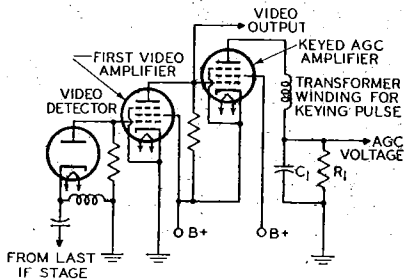 VIDEO
OUTPUT
KEYED AGC
AMPLIFIER
FIRST VIDEO
AMPLIFIER
VIDEO
DETECTOR
TRANSFORMER
WINDING FOR
KEYING PULSE
AGC
VOLTAGE
C1
R1
B+
B+
FROM LAST
IF STAGE